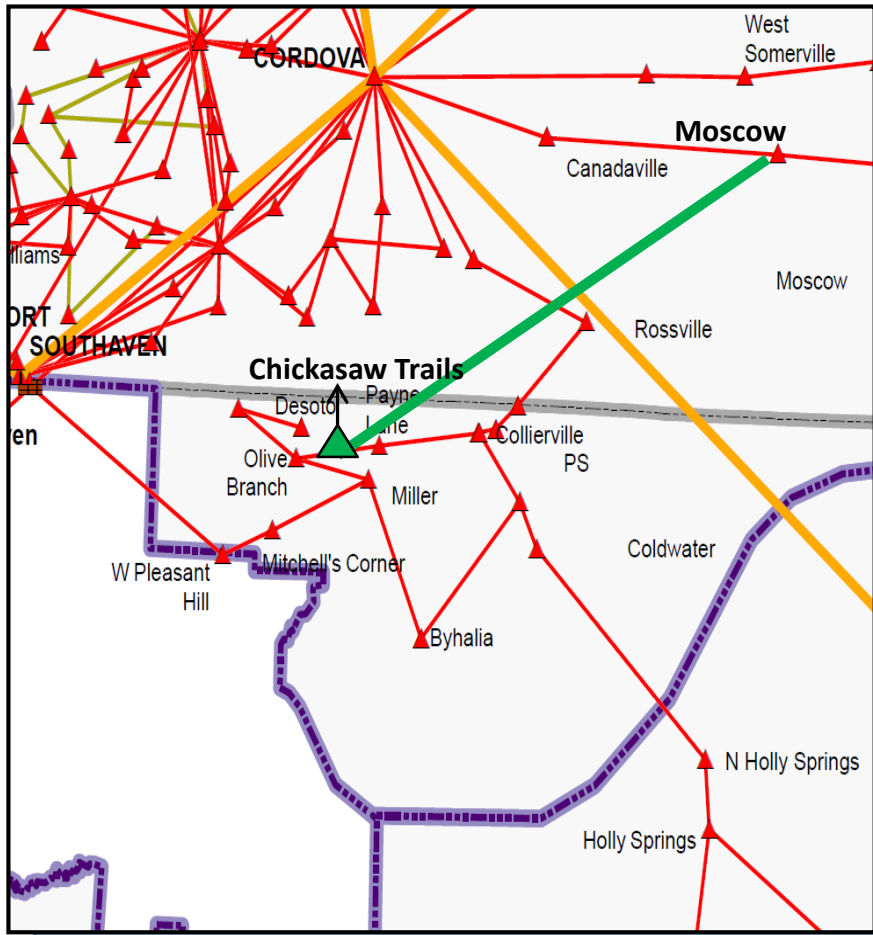 West
Somerville
CORDOVA
Moscow
Canadaville
lliams
Moscow
ORT
Rossville
SOUTHAVEN
Chickasaw Trails
Payne
Lane
Desoto
ven
Collierville
PS
Olive
Branch
Miller
Coldwater
Mitchell's Corner
W Pleasant
Hill
Byhalia
N Holly Springs
Holly Springs